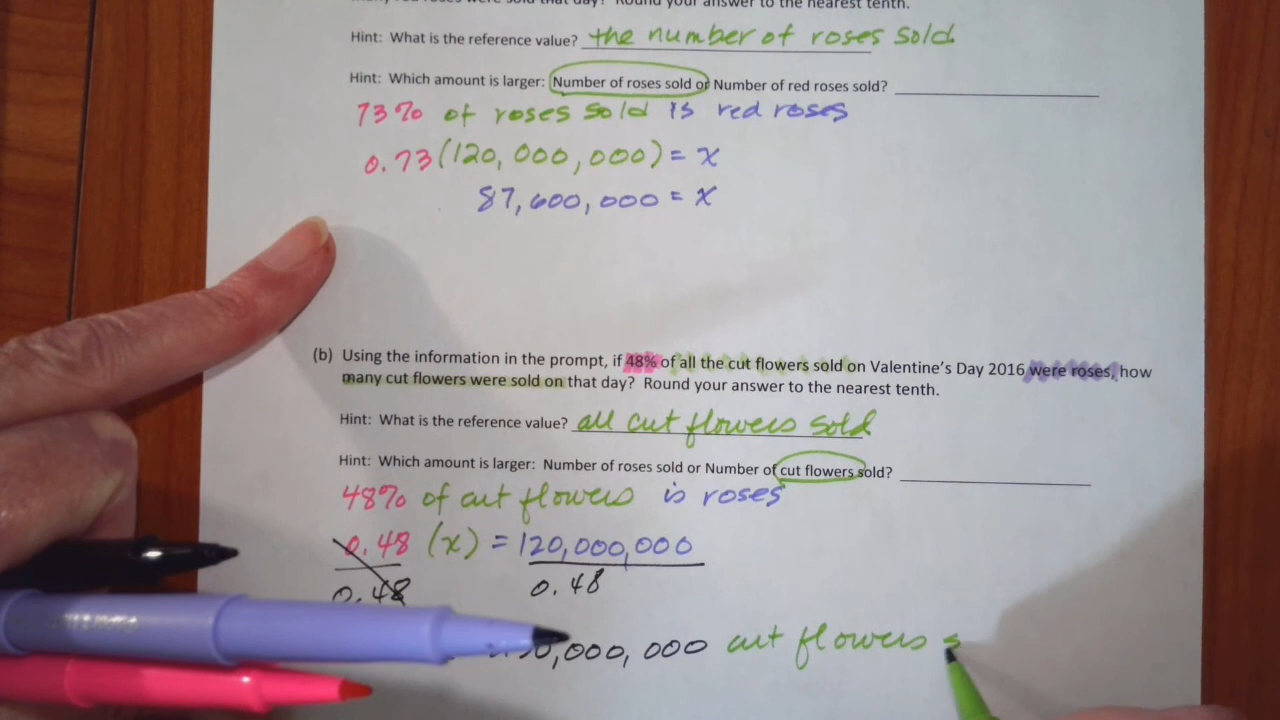 many red roses were sold that day? Round your answer to the nearest tenth.
Hint: What is the reference value? the number of roses sold
Hint: Which amount is larger: Number of roses sold or Number of red roses sold?
73% of roses sold is red roses
0.73(120,000,000) = x
87,600,000 = x
(b) Using the information in the prompt, if 48% of all the cut flowers sold on Valentine's Day 2016 were roses, how
many cut flowers were sold on that day? Round your answer to the nearest tenth.
Hint: What is the reference value? all cut flowers sold
Hint: Which amount is larger: Number of roses sold or Number of cut flowers sold?
48% of cut flowers is roses
0.48 (x) = 120,000,000
0.48 0.48
0,000,000 cut flowers s